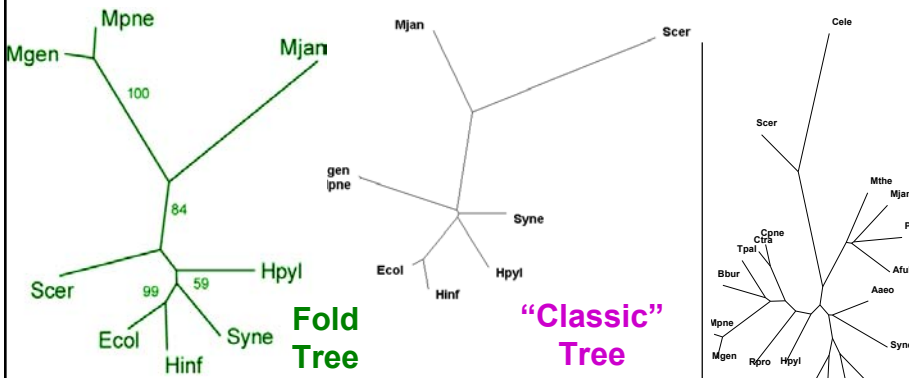 Mpne
Mgen
Mjan
100
84
Scer
Hpyl
59
99
Ecol
Syne
Hinf
Fold
Tree
Mjan
Scer
gen
pne
Syne
Ecol
Hpyl
Hinf
“Classic”
Tree
Cele
Scer
Mthe
Mjan
P
Cpne
Ctra
Tpal
Bbur
Afu
Aaeo
Mpne
Syne
Mgen
Rpro
Hpyl